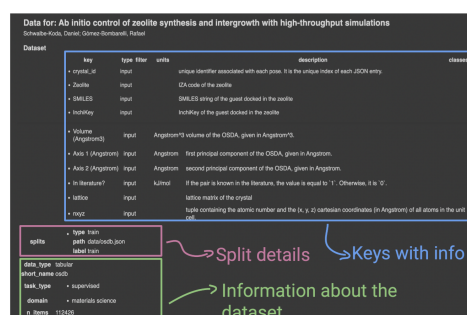 Data for: Ab initio control of zeolite synthesis and intergrowth with high-throughput simulations
Schwalbe-Koda, Daniel; Gómez-Bombarelli, Rafael
Dataset
key type filter units description classes
• crystal_id input unique identifier associated with each pose. It is the unique index of each JSON entry.
• Zeolite input IZA code of the zeolite
• SMILES input SMILES string of the guest docked in the zeolite
• InchiKey input InchiKey of the guest docked in the zeolite
• Volume (Angstrom3) input Angstrom^3 volume of the OSDA, given in Angstrom^3.
• Axis 1 (Angstrom) input Angstrom first principal component of the OSDA, given in Angstrom.
• Axis 2 (Angstrom) input Angstrom second principal component of the OSDA, given in Angstrom.
• In literature? input kJ/mol If the pair is known in the literature, the value is equal to `1`. Otherwise, it is `0`.
• lattice input lattice matrix of the crystal
• nxyz input tuple containing the atomic number and the (x, y, z) cartesian coordinates (in Angstrom) of all atoms in the unit cell.
splits
• type train
path data/osdb.json
label train
Split details
Keys with info
data_type tabular
short_name osdb
task_type • supervised
domain • materials science
n_items 112426
Information about the
dataset